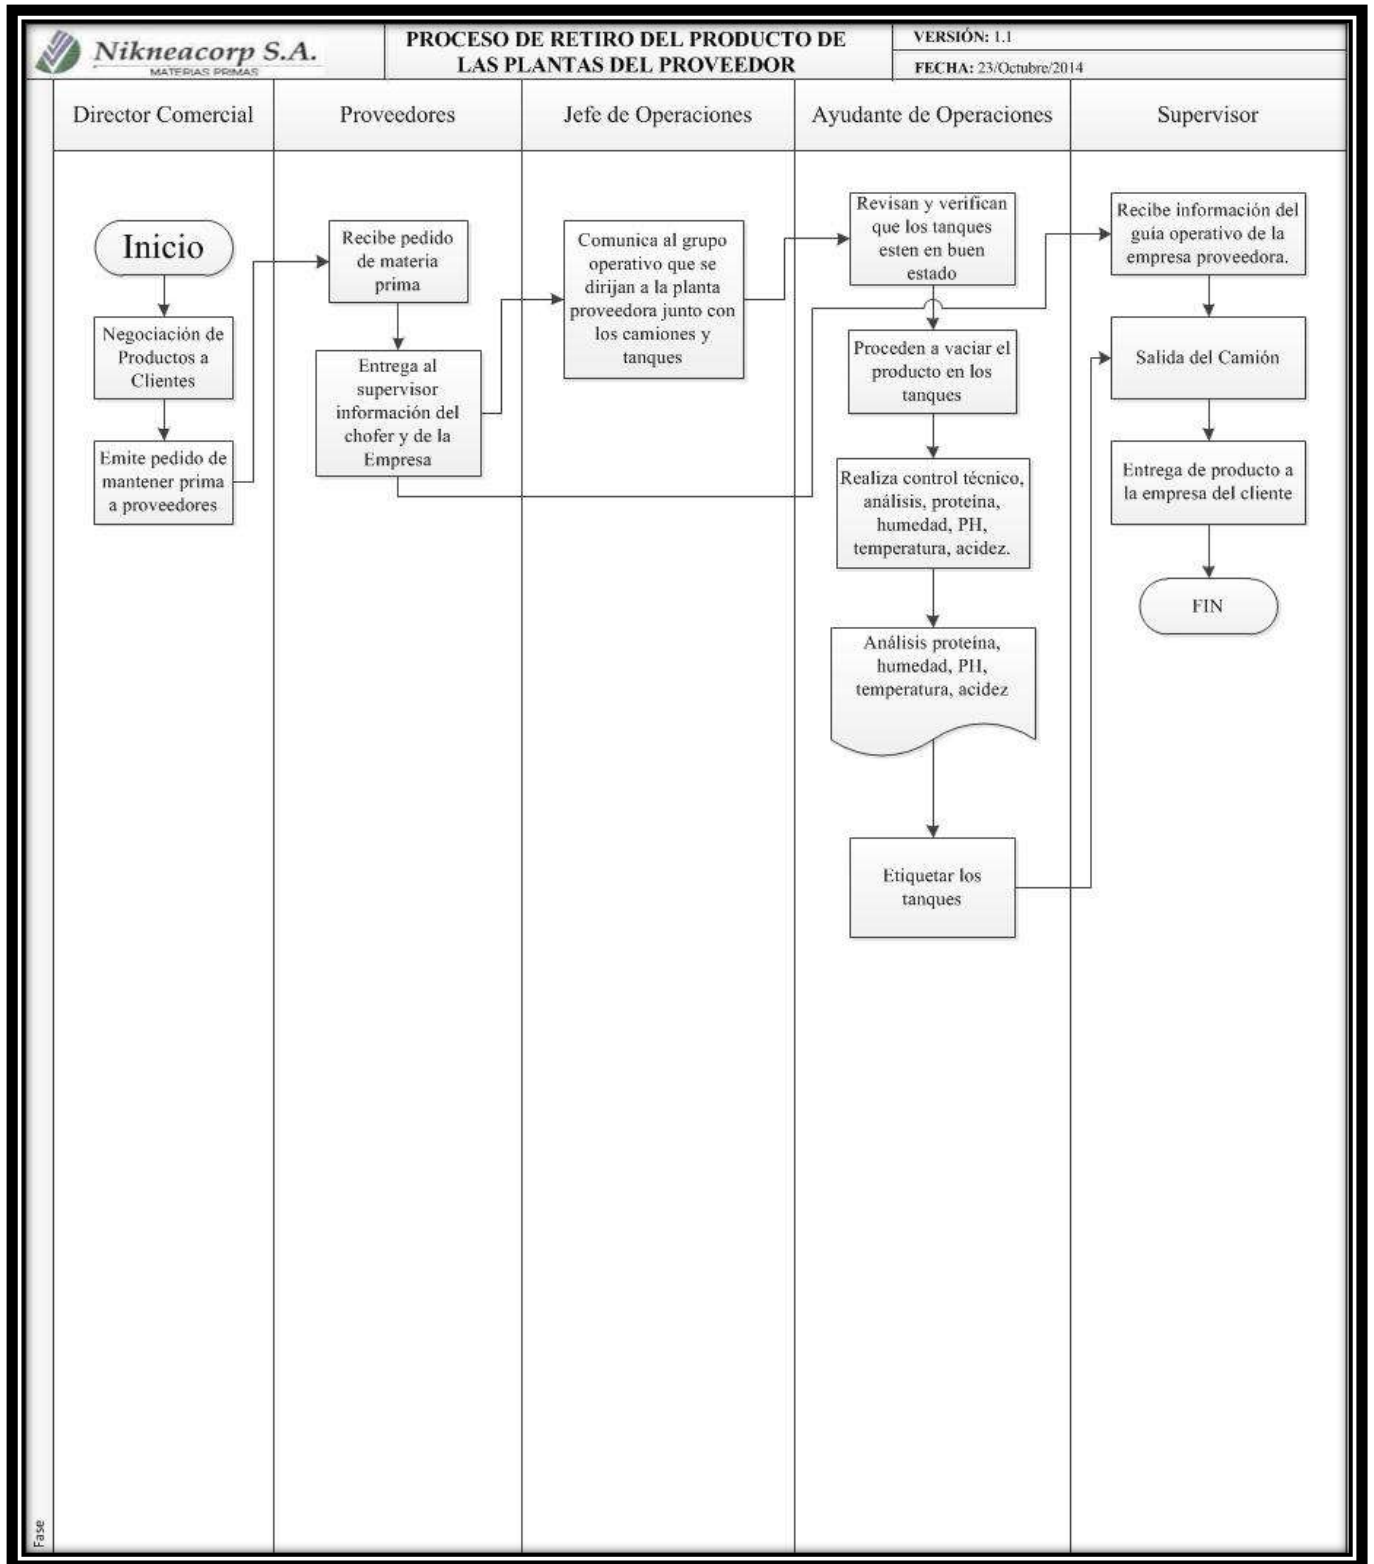 Nikneacorp S.A.
MATERIAS PRIMAS
PROCESO DE RETIRO DEL PRODUCTO DE
LAS PLANTAS DEL PROVEEDOR
VERSIÓN: 1.1
FECHA: 23/Octubre/2014
Director Comercial
Proveedores
Jefe de Operaciones
Ayudante de Operaciones
Supervisor
Inicio
Negociación de
Productos a
Clientes
Emite pedido de
mantener prima
a proveedores
Recibe pedido
de materia
prima
Entrega al
supervisor
información del
chofer y de la
Empresa
Comunica al grupo
operativo que se
dirijan a la planta
proveedora junto con
los camiones y
tanques
Revisan y verifican
que los tanques
esten en buen
estado
Proceden a vaciar el
producto en los
tanques
Realiza control técnico,
análisis, proteína,
humedad, PH,
temperatura, acidez.
Análisis proteína,
humedad, PH,
temperatura, acidez
Etiquetar los
tanques
Recibe información del
guía operativo de la
empresa proveedora.
Salida del Camión
Entrega de producto a
la empresa del cliente
FIN
Fase